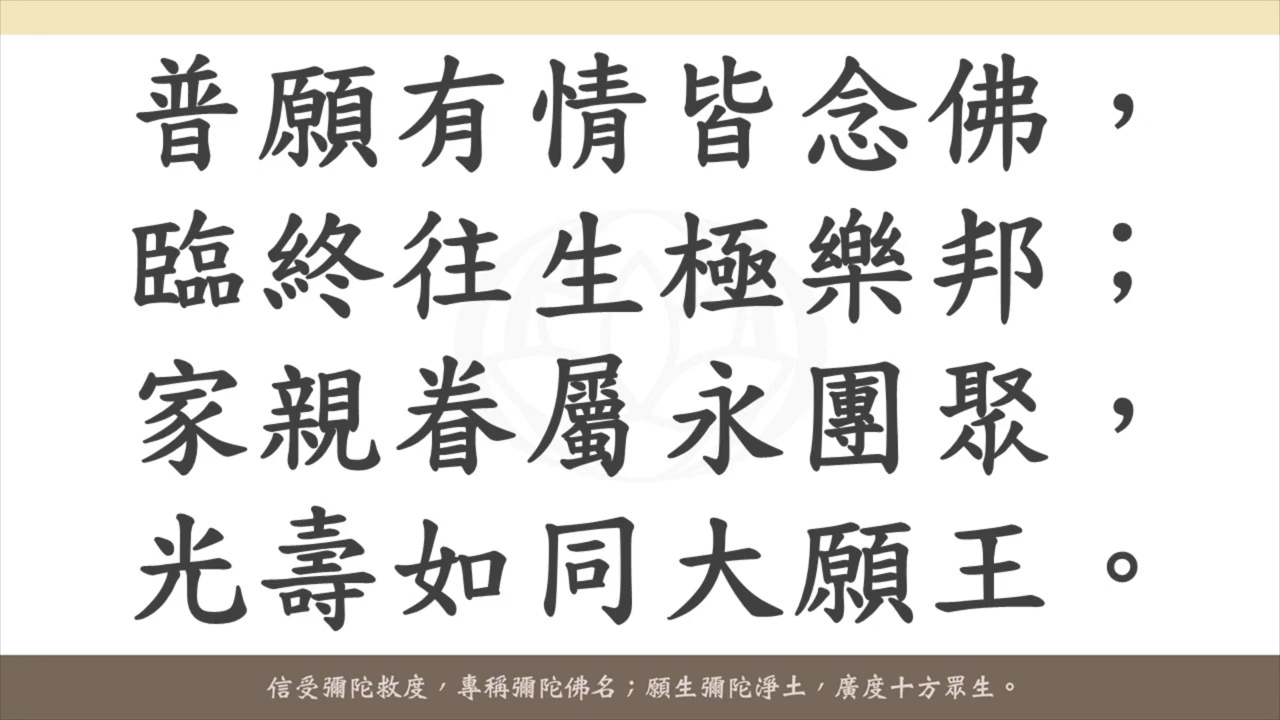 普願有情皆念佛，
臨終往生極樂邦；
家親眷屬永團聚，
光壽如同大願王。
信受彌陀救度，專稱彌陀佛名；願生彌陀淨土，廣度十方眾生。